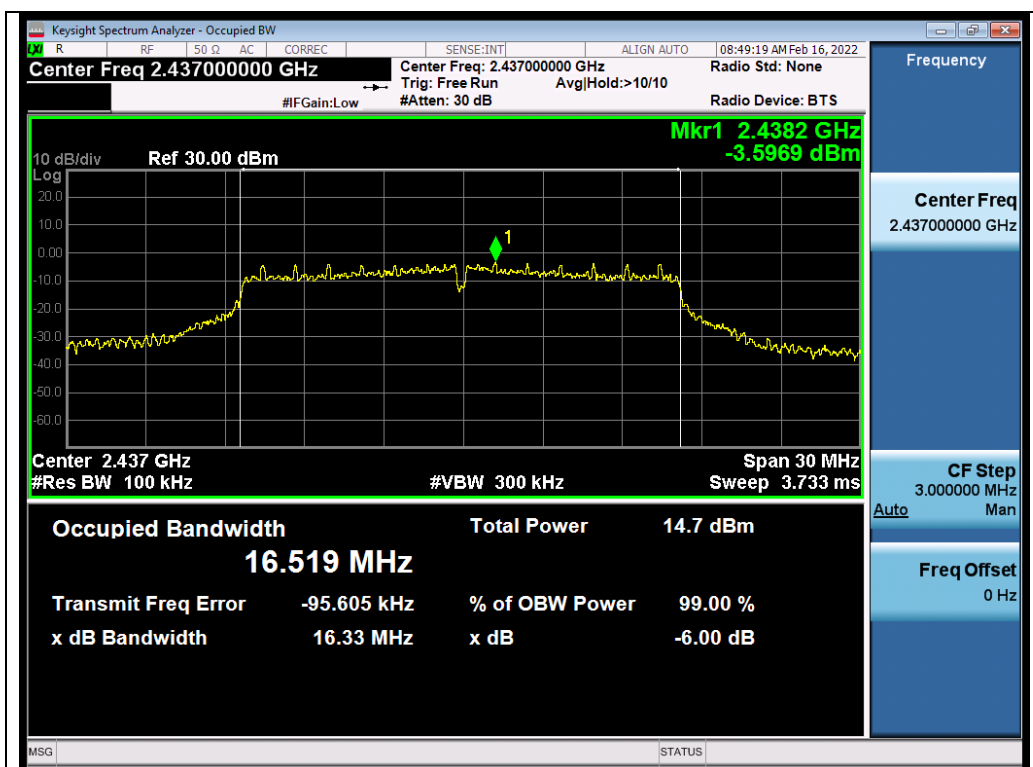 Keysight Spectrum Analyzer - Occupied BW
LXI R RF 50 Ω AC CORREC SENSE:INT ALIGN AUTO 08:49:19 AM Feb 16, 2022
Center Freq 2.437000000 GHz Center Freq: 2.437000000 GHz Radio Std: None
Trig: Free Run Avg|Hold:>10/10
#IFGain:Low #Atten: 30 dB Radio Device: BTS
Frequency
Mkr1 2.4382 GHz
-3.5969 dBm
10 dB/div Ref 30.00 dBm
Log
20.0
10.0
0.00
-10.0
-20.0
-30.0
-40.0
-50.0
-60.0
1
Center 2.437 GHz Span 30 MHz
#Res BW 100 kHz #VBW 300 kHz Sweep 3.733 ms
Center Freq
2.437000000 GHz
CF Step
3.000000 MHz
Auto Man
Freq Offset
0 Hz
Occupied Bandwidth Total Power 14.7 dBm
16.519 MHz
Transmit Freq Error -95.605 kHz % of OBW Power 99.00 %
x dB Bandwidth 16.33 MHz x dB -6.00 dB
MSG STATUS